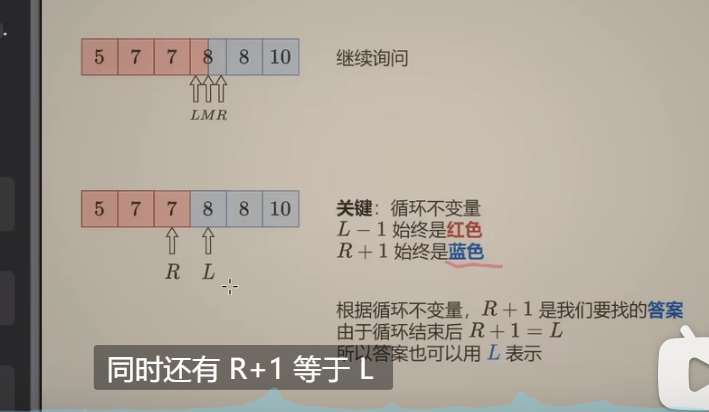 5 7 7 8 8 10
继续询问
L M R
5 7 7 8 8 10
R L
关键：循环不变量
L − 1 始终是红色
R + 1 始终是蓝色
根据循环不变量，R + 1 是我们要找的答案
由于循环结束后 R + 1 = L
所以答案也可以用 L 表示
同时还有 R+1 等于 L